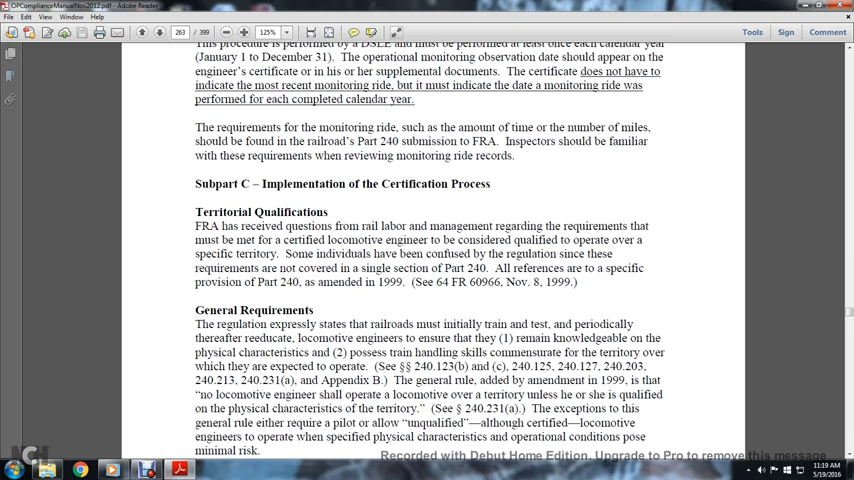 OPComplianceManualNov2012.pdf - Adobe Reader
File Edit View Window Help
263 / 399 125% Tools Sign Comment
This procedure is performed by a DSLE and must be performed at least once each calendar year
(January 1 to December 31). The operational monitoring observation date should appear on the
engineer's certificate or in his or her supplemental documents. The certificate does not have to
indicate the most recent monitoring ride, but it must indicate the date a monitoring ride was
performed for each completed calendar year.
The requirements for the monitoring ride, such as the amount of time or the number of miles,
should be found in the railroad's Part 240 submission to FRA. Inspectors should be familiar
with these requirements when reviewing monitoring ride records.
Subpart C – Implementation of the Certification Process
Territorial Qualifications
FRA has received questions from rail labor and management regarding the requirements that
must be met for a certified locomotive engineer to be considered qualified to operate over a
specific territory. Some individuals have been confused by the regulation since these
requirements are not covered in a single section of Part 240. All references are to a specific
provision of Part 240, as amended in 1999. (See 64 FR 60966, Nov. 8, 1999.)
General Requirements
The regulation expressly states that railroads must initially train and test, and periodically
thereafter reeducate, locomotive engineers to ensure that they (1) remain knowledgeable on the
physical characteristics and (2) possess train handling skills commensurate for the territory over
which they are expected to operate. (See §§ 240.123(b) and (c), 240.125, 240.127, 240.203,
240.213, 240.231(a), and Appendix B.) The general rule, added by amendment in 1999, is that
“no locomotive engineer shall operate a locomotive over a territory unless he or she is qualified
on the physical characteristics of the territory.” (See § 240.231(a).) The exceptions to this
general rule either require a pilot or allow “unqualified”—although certified—locomotive
engineers to operate when specified physical characteristics and operational conditions pose
minimal risk.
Recorded with Debut Home Edition. Upgrade to Pro to remove this message
NCH
11:19 AM
5/19/2016